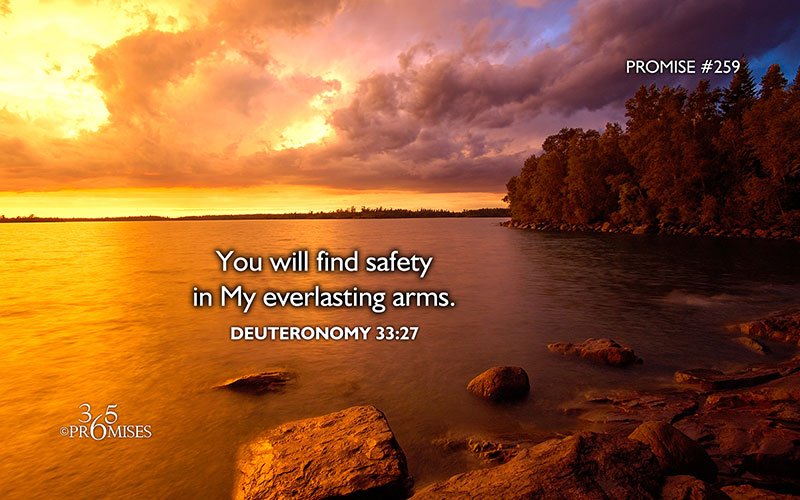 PROMISE #259
You will find safety
in My everlasting arms.
DEUTERONOMY 33:27
365
©PROMISES